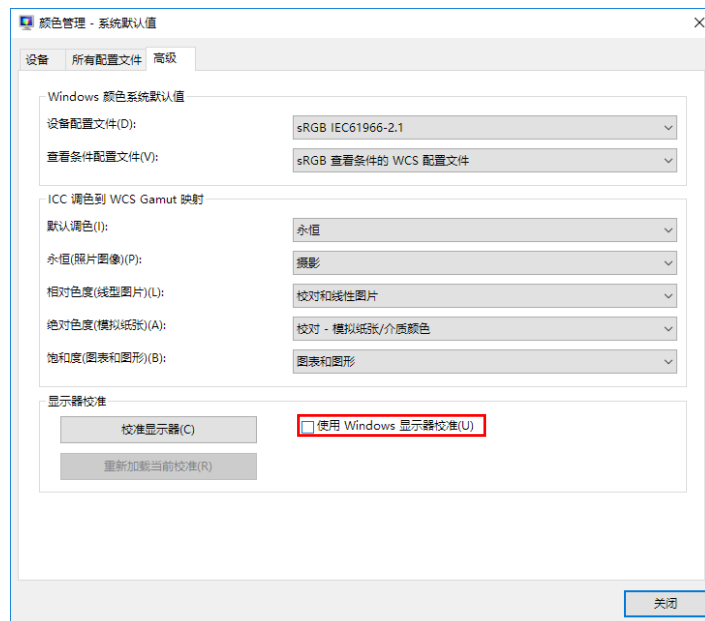 颜色管理 - 系统默认值
设备 所有配置文件 高级
Windows 颜色系统默认值
设备配置文件(D): sRGB IEC61966-2.1
查看条件配置文件(V): sRGB 查看条件的 WCS 配置文件
ICC 调色到 WCS Gamut 映射
默认调色(I): 永恒
永恒(照片图像)(P): 摄影
相对色度(线型图片)(L): 校对和线性图片
绝对色度(模拟纸张)(A): 校对 - 模拟纸张/介质颜色
饱和度(图表和图形)(B): 图表和图形
显示器校准
校准显示器(C) 使用 Windows 显示器校准(U)
重新加载当前校准(R)
关闭